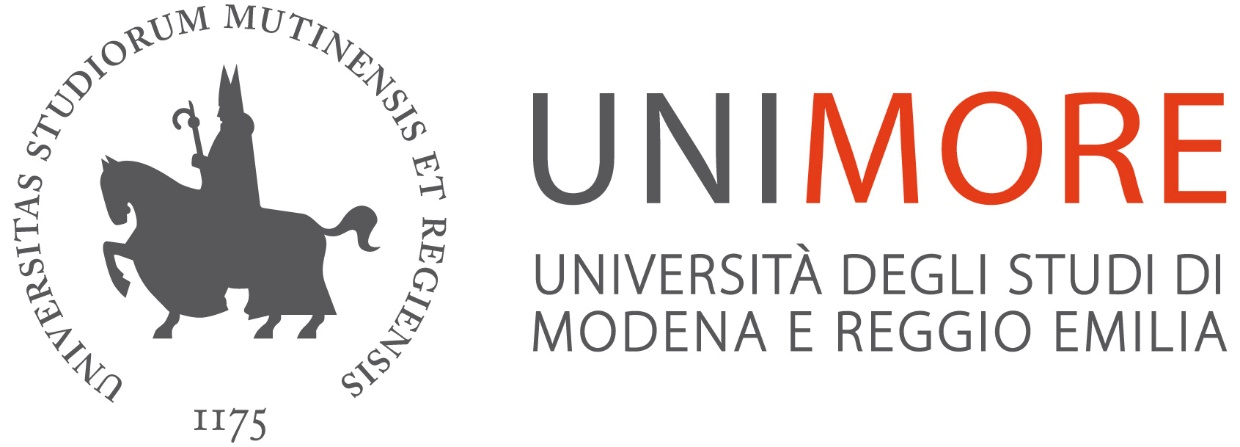 UNIVERSITAS STUDIORUM MUTINENSIS ET REGIENSIS
1175
UNIMORE
UNIVERSITÀ DEGLI STUDI DI
MODENA E REGGIO EMILIA